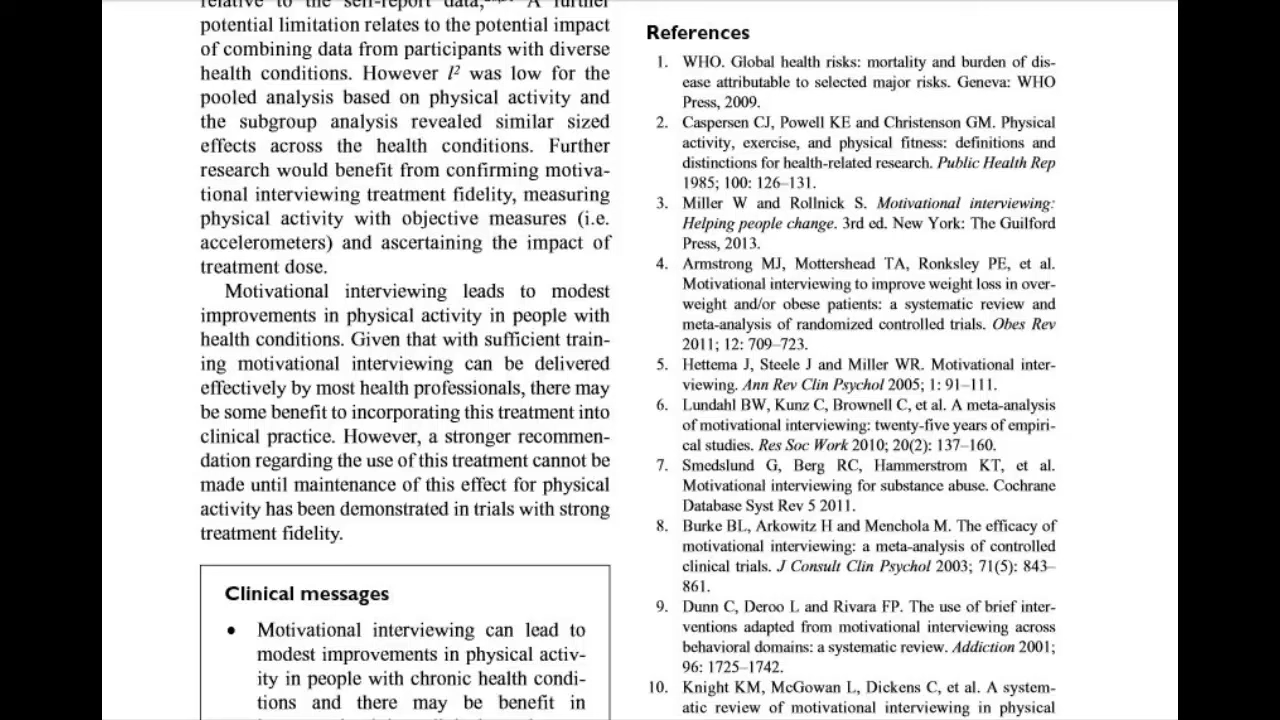 potential limitation relates to the potential impact
of combining data from participants with diverse
health conditions. However I² was low for the
pooled analysis based on physical activity and
the subgroup analysis revealed similar sized
effects across the health conditions. Further
research would benefit from confirming motiva-
tional interviewing treatment fidelity, measuring
physical activity with objective measures (i.e.
accelerometers) and ascertaining the impact of
treatment dose.
Motivational interviewing leads to modest
improvements in physical activity in people with
health conditions. Given that with sufficient train-
ing motivational interviewing can be delivered
effectively by most health professionals, there may
be some benefit to incorporating this treatment into
clinical practice. However, a stronger recommen-
dation regarding the use of this treatment cannot be
made until maintenance of this effect for physical
activity has been demonstrated in trials with strong
treatment fidelity.
Clinical messages
• Motivational interviewing can lead to
modest improvements in physical activ-
ity in people with chronic health condi-
tions and there may be benefit in
References
1. WHO. Global health risks: mortality and burden of dis-
ease attributable to selected major risks. Geneva: WHO
Press, 2009.
2. Caspersen CJ, Powell KE and Christenson GM. Physical
activity, exercise, and physical fitness: definitions and
distinctions for health-related research. Public Health Rep
1985; 100: 126–131.
3. Miller W and Rollnick S. Motivational interviewing:
Helping people change. 3rd ed. New York: The Guilford
Press, 2013.
4. Armstrong MJ, Mottershead TA, Ronksley PE, et al.
Motivational interviewing to improve weight loss in over-
weight and/or obese patients: a systematic review and
meta-analysis of randomized controlled trials. Obes Rev
2011; 12: 709–723.
5. Hettema J, Steele J and Miller WR. Motivational inter-
viewing. Ann Rev Clin Psychol 2005; 1: 91–111.
6. Lundahl BW, Kunz C, Brownell C, et al. A meta-analysis
of motivational interviewing: twenty-five years of empiri-
cal studies. Res Soc Work 2010; 20(2): 137–160.
7. Smedslund G, Berg RC, Hammerstrom KT, et al.
Motivational interviewing for substance abuse. Cochrane
Database Syst Rev 5 2011.
8. Burke BL, Arkowitz H and Menchola M. The efficacy of
motivational interviewing: a meta-analysis of controlled
clinical trials. J Consult Clin Psychol 2003; 71(5): 843–
861.
9. Dunn C, Deroo L and Rivara FP. The use of brief inter-
ventions adapted from motivational interviewing across
behavioral domains: a systematic review. Addiction 2001;
96: 1725–1742.
10. Knight KM, McGowan L, Dickens C, et al. A system-
atic review of motivational interviewing in physical